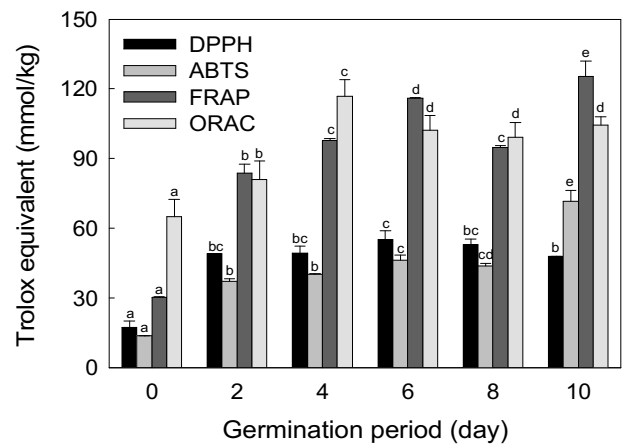 150
120
90
60
30
0
Trolox equivalent (mmol/kg)
DPPH
ABTS
FRAP
ORAC
a a a a
bc b b b
bc b c c
c c d d
bc cd c d
b e e d
0 2 4 6 8 10
Germination period (day)